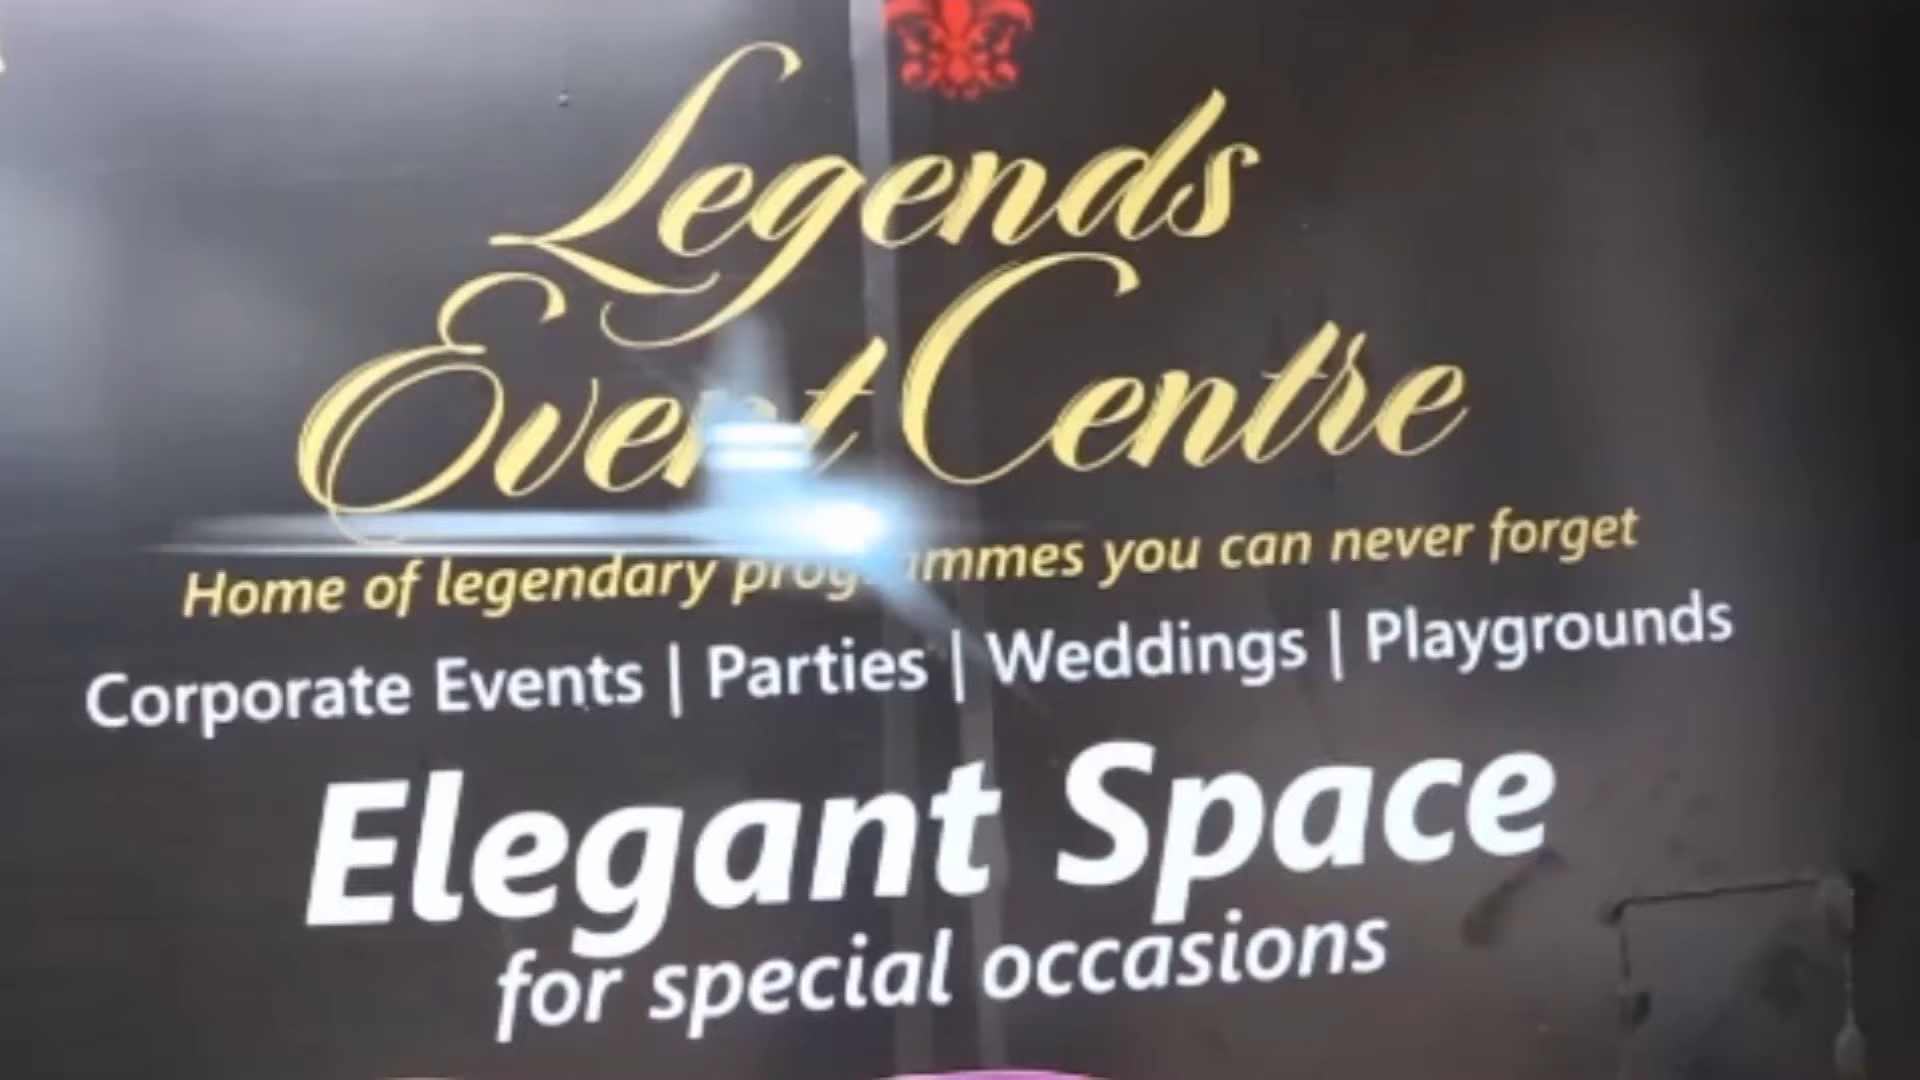 Legends
Event Centre
Home of legendary programmes you can never forget
Corporate Events | Parties | Weddings | Playgrounds
Elegant Space
for special occasions